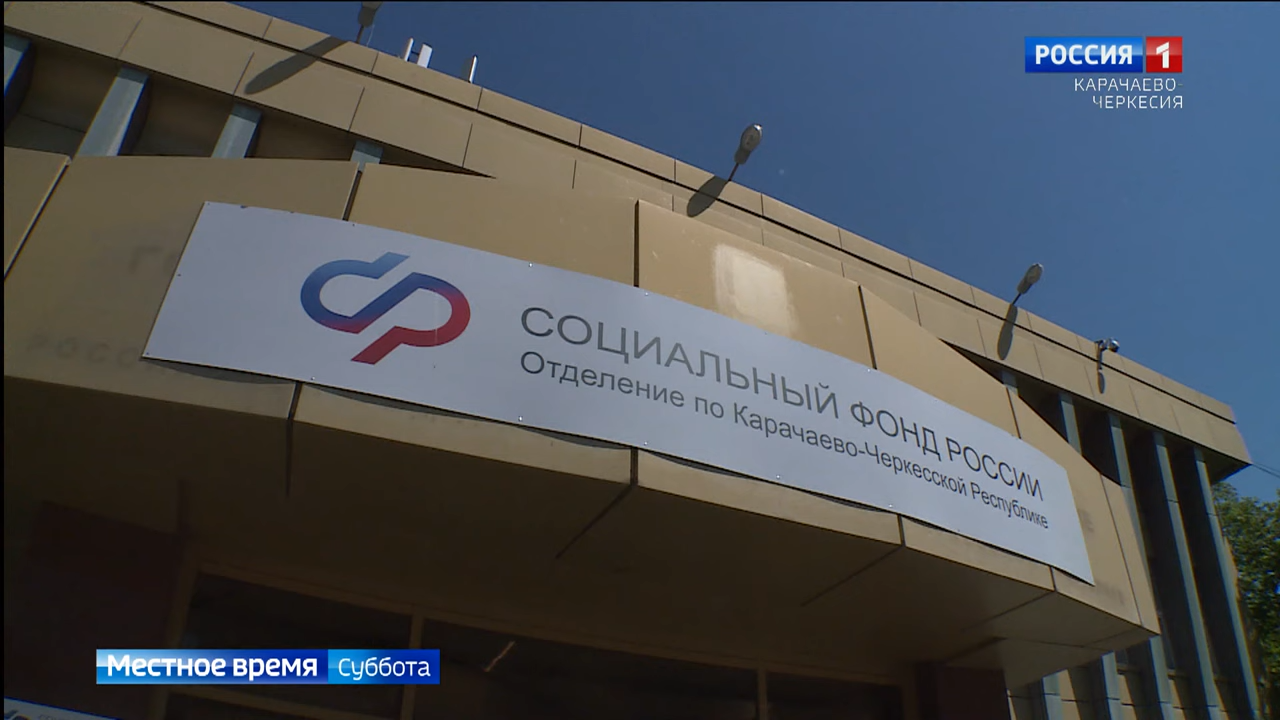 РОССИЯ 1
КАРАЧАЕВО-
ЧЕРКЕСИЯ
СОЦИАЛЬНЫЙ ФОНД РОССИИ
Отделение по Карачаево-Черкесской Республике
Местное время Суббота